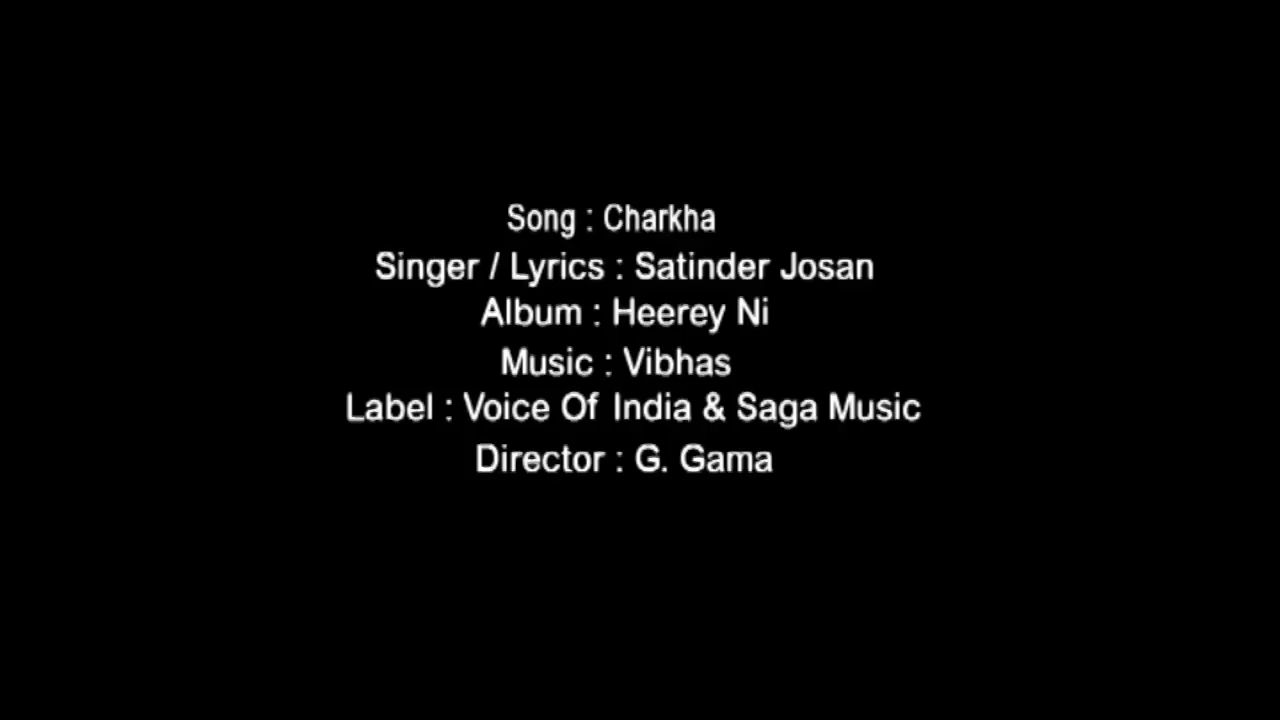 Song : Charkha
Singer / Lyrics : Satinder Josan
Album : Heerey Ni
Music : Vibhas
Label : Voice Of India & Saga Music
Director : G. Gama